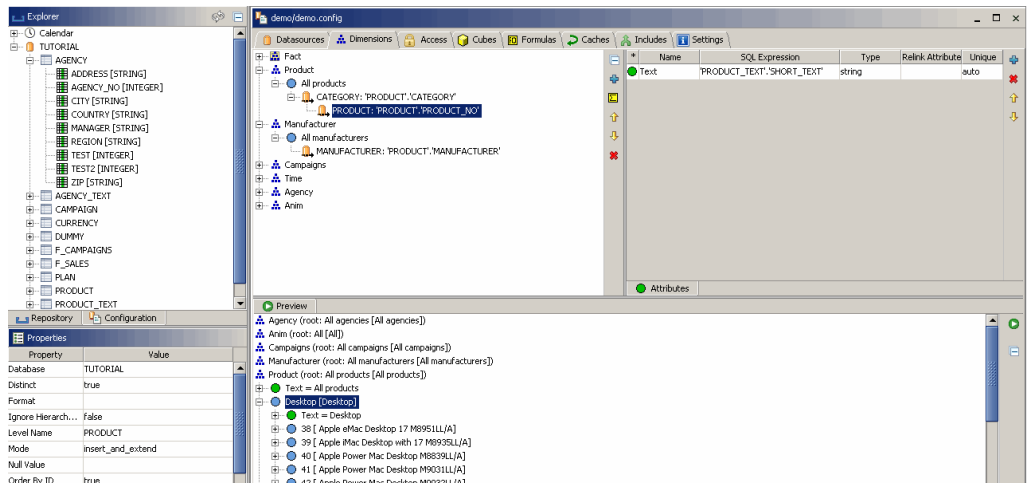 Explorer
Calendar
TUTORIAL
AGENCY
ADDRESS [STRING]
AGENCY_NO [INTEGER]
CITY [STRING]
COUNTRY [STRING]
MANAGER [STRING]
REGION [STRING]
TEST [INTEGER]
TEST2 [INTEGER]
ZIP [STRING]
AGENCY_TEXT
CAMPAIGN
CURRENCY
DUMMY
F_CAMPAIGNS
F_SALES
PLAN
PRODUCT
PRODUCT_TEXT
Repository Configuration
Properties
Property Value
Database TUTORIAL
Distinct true
Format
Ignore Hierarch... false
Level Name PRODUCT
Mode insert_and_extend
Null Value
Order By ID true
demo/demo.config
Datasources Dimensions Access Cubes Formulas Caches Includes Settings
Fact
Product
All products
CATEGORY: 'PRODUCT'.'CATEGORY'
PRODUCT: 'PRODUCT'.'PRODUCT_NO'
Manufacturer
All manufacturers
MANUFACTURER: 'PRODUCT'.'MANUFACTURER'
Campaigns
Time
Agency
Anim
* Name SQL Expression Type Relink Attribute Unique
Text 'PRODUCT_TEXT'.'SHORT_TEXT' string auto
Attributes
Preview
Agency (root: All agencies [All agencies])
Anim (root: All [All])
Campaigns (root: All campaigns [All campaigns])
Manufacturer (root: All manufacturers [All manufacturers])
Product (root: All products [All products])
Text = All products
Desktop [Desktop]
Text = Desktop
38 [ Apple eMac Desktop 17 M8951LL/A]
39 [ Apple iMac Desktop with 17 M8935LL/A]
40 [ Apple Power Mac Desktop M8839LL/A]
41 [ Apple Power Mac Desktop M9031LL/A]
42 [ Apple Power Mac Desktop M9032LL/A]